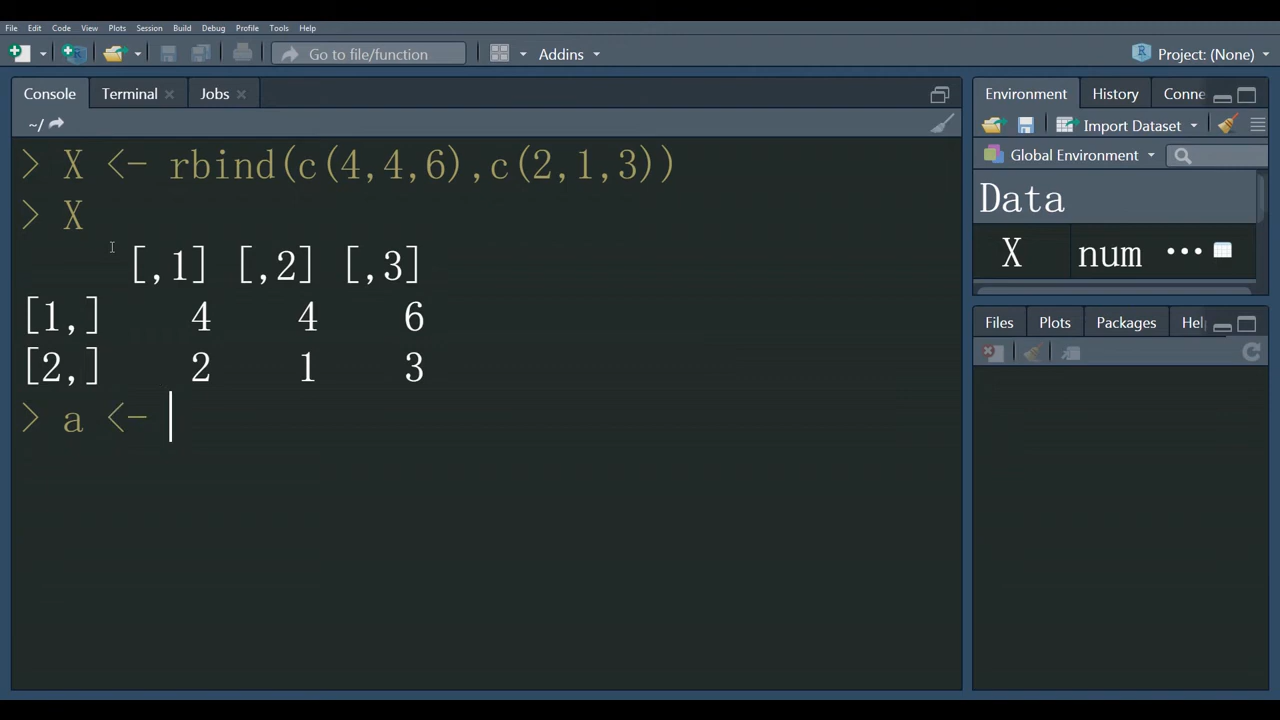 File Edit Code View Plots Session Build Debug Profile Tools Help
Go to file/function Addins Project: (None)
Console Terminal Jobs
~/
> X <- rbind(c(4,4,6),c(2,1,3))
> X
[,1] [,2] [,3]
[1,] 4 4 6
[2,] 2 1 3
> a <-
Environment History Conne
Import Dataset
Global Environment
Data
X num ...
Files Plots Packages Hel